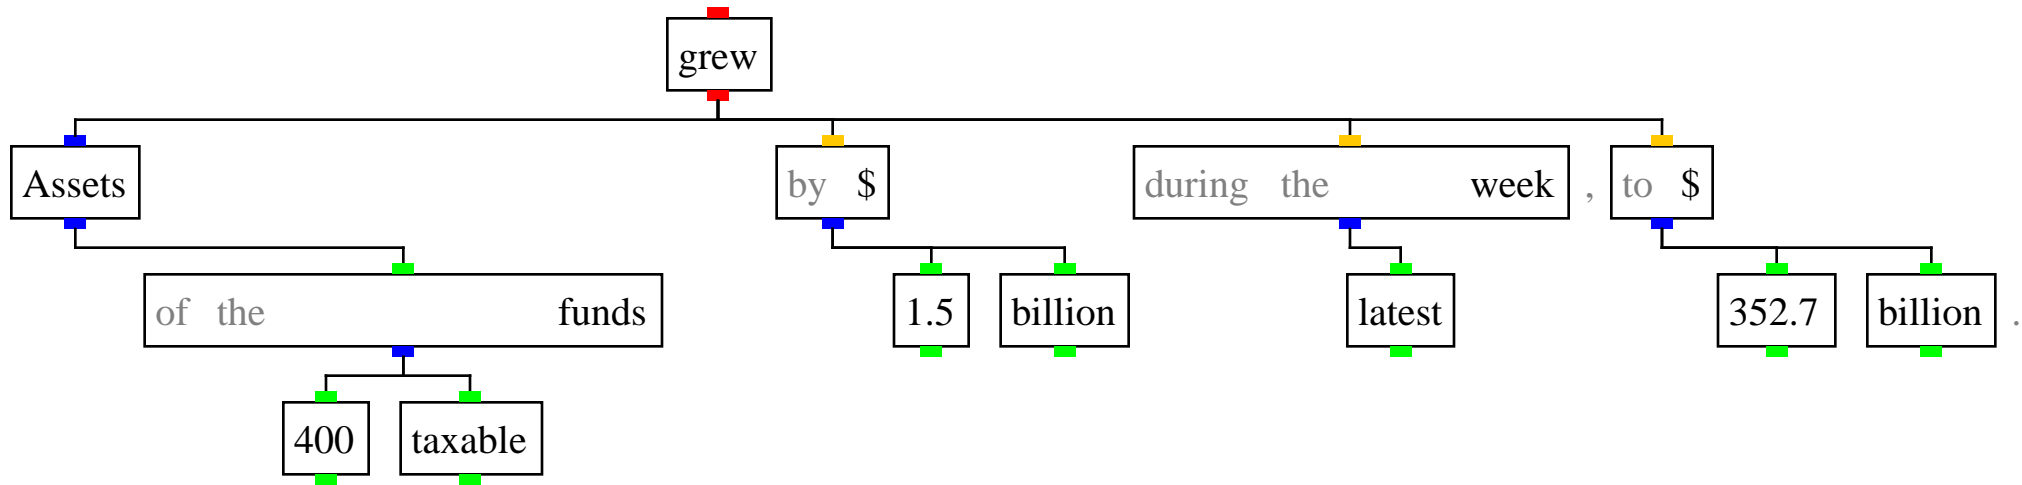 grew
Assets by $ during the week , to $
of the funds 1.5 billion latest 352.7 billion .
400 taxable